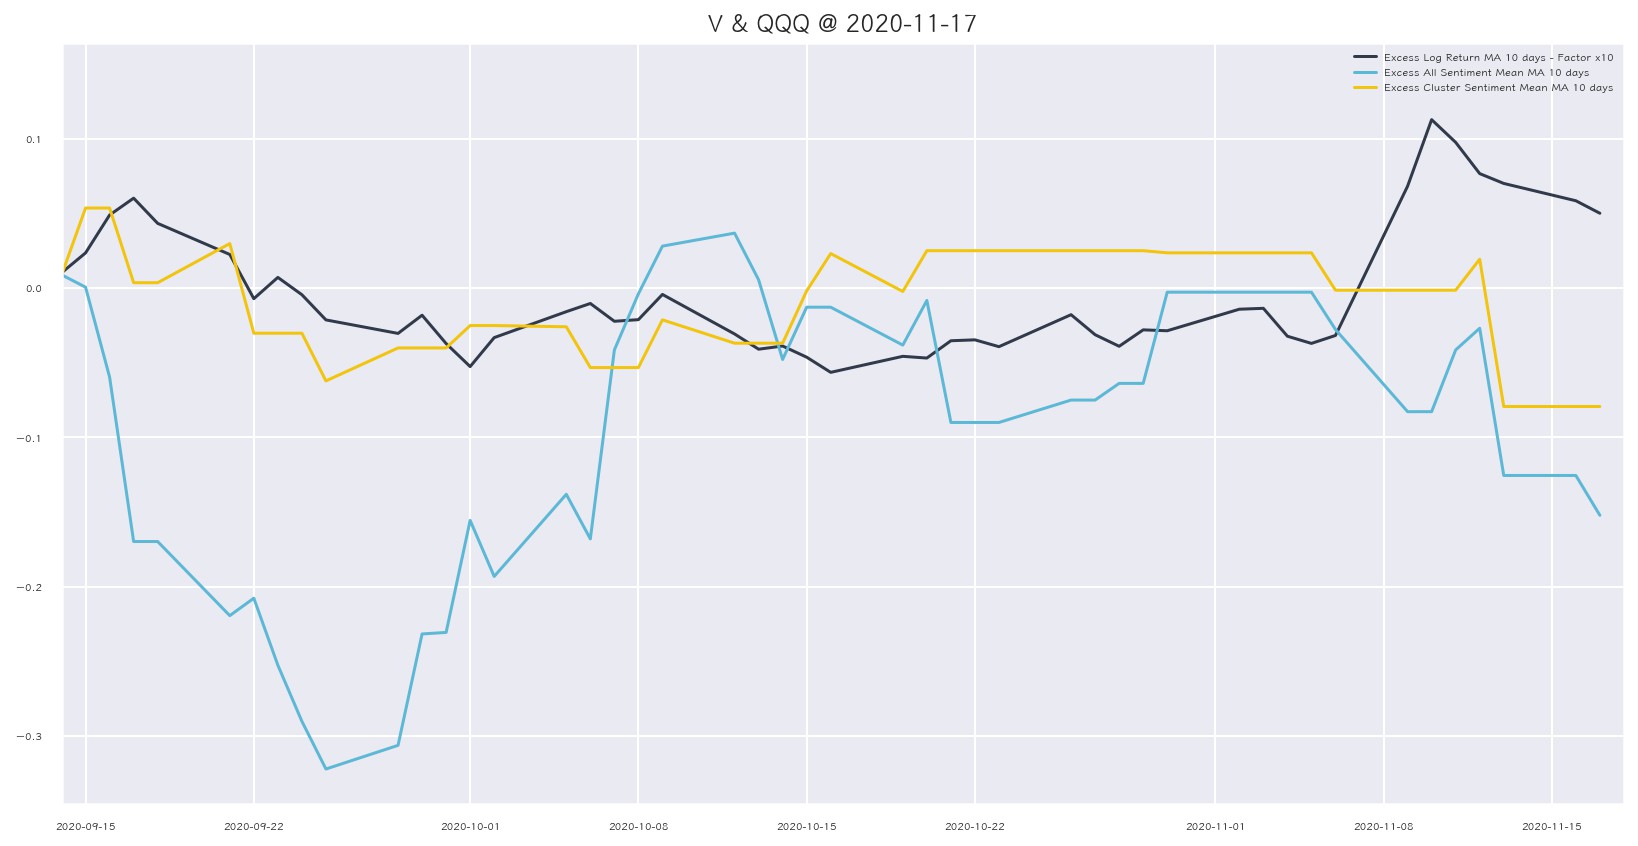 V & QQQ @ 2020-11-17
Excess Log Return MA 10 days - Factor x10
Excess All Sentiment Mean MA 10 days
Excess Cluster Sentiment Mean MA 10 days
0.1
0.0
−0.1
−0.2
−0.3
2020-09-15 2020-09-22 2020-10-01 2020-10-08 2020-10-15 2020-10-22 2020-11-01 2020-11-08 2020-11-15